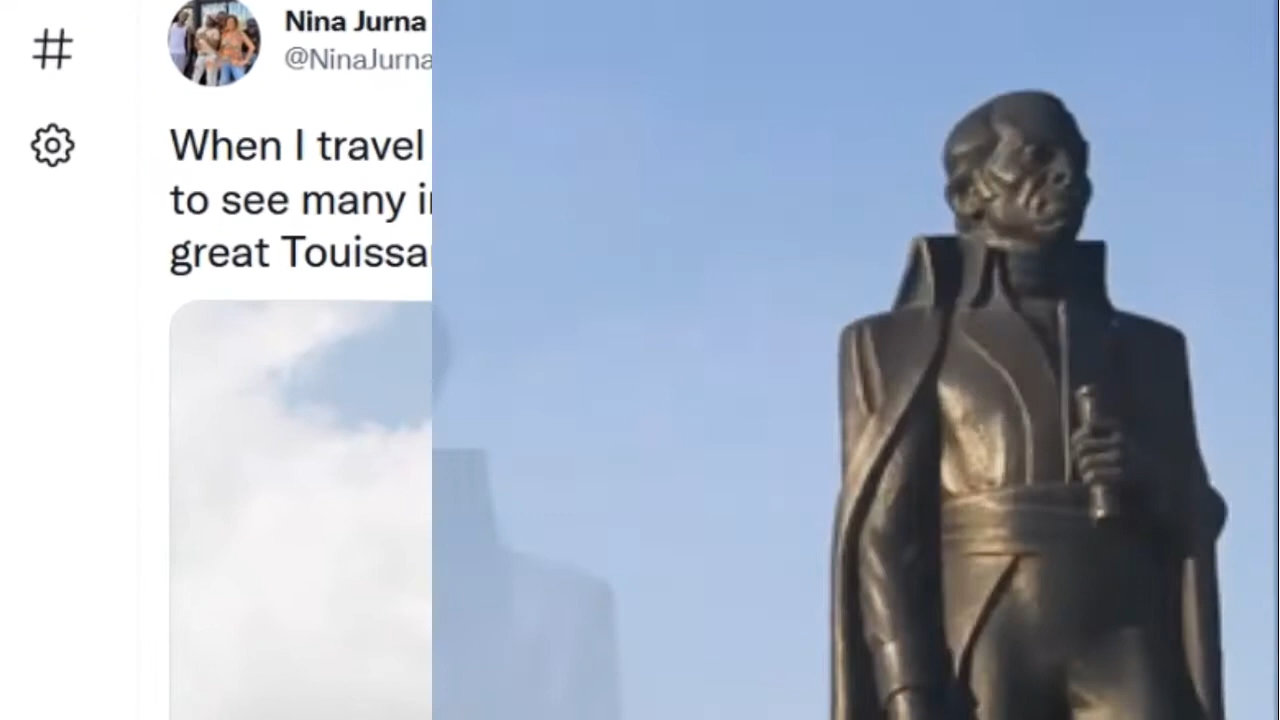 Nina Jurna
@NinaJurna
When I travel
to see many i
great Touissa